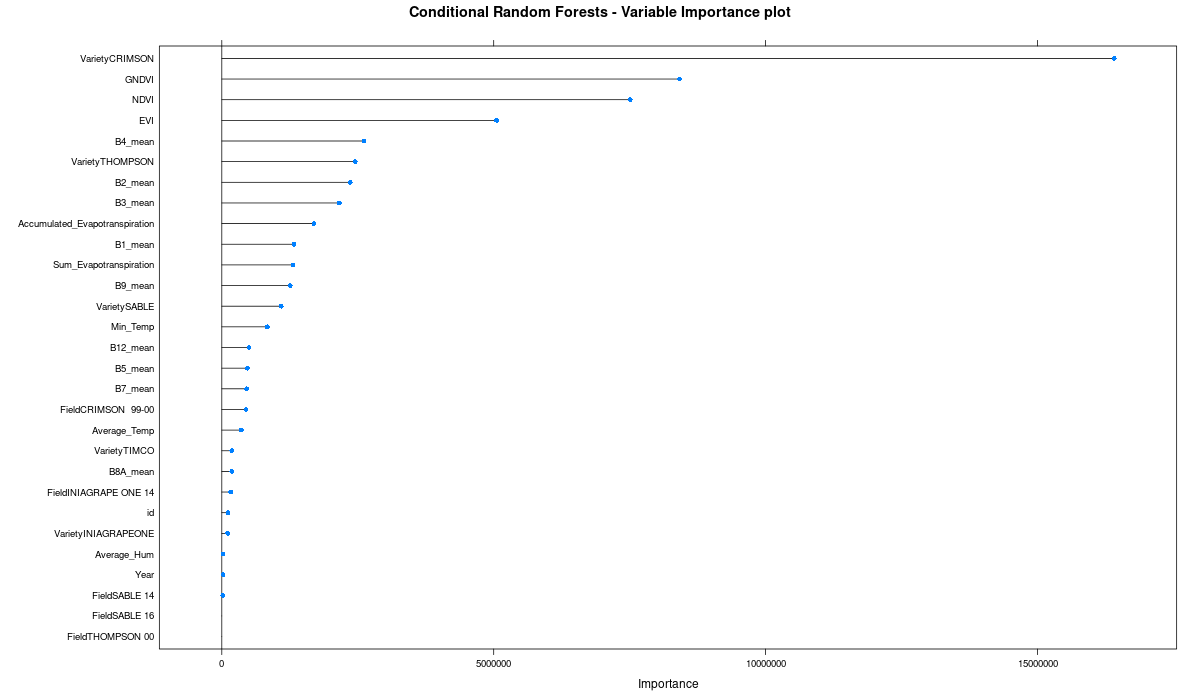 Conditional Random Forests - Variable Importance plot
VarietyCRIMSON
GNDVI
NDVI
EVI
B4_mean
VarietyTHOMPSON
B2_mean
B3_mean
Accumulated_Evapotranspiration
B1_mean
Sum_Evapotranspiration
B9_mean
VarietySABLE
Min_Temp
B12_mean
B5_mean
B7_mean
FieldCRIMSON  99-00
Average_Temp
VarietyTIMCO
B8A_mean
FieldINIAGRAPE ONE 14
id
VarietyINIAGRAPEONE
Average_Hum
Year
FieldSABLE 14
FieldSABLE 16
FieldTHOMPSON 00
0 5000000 10000000 15000000
Importance